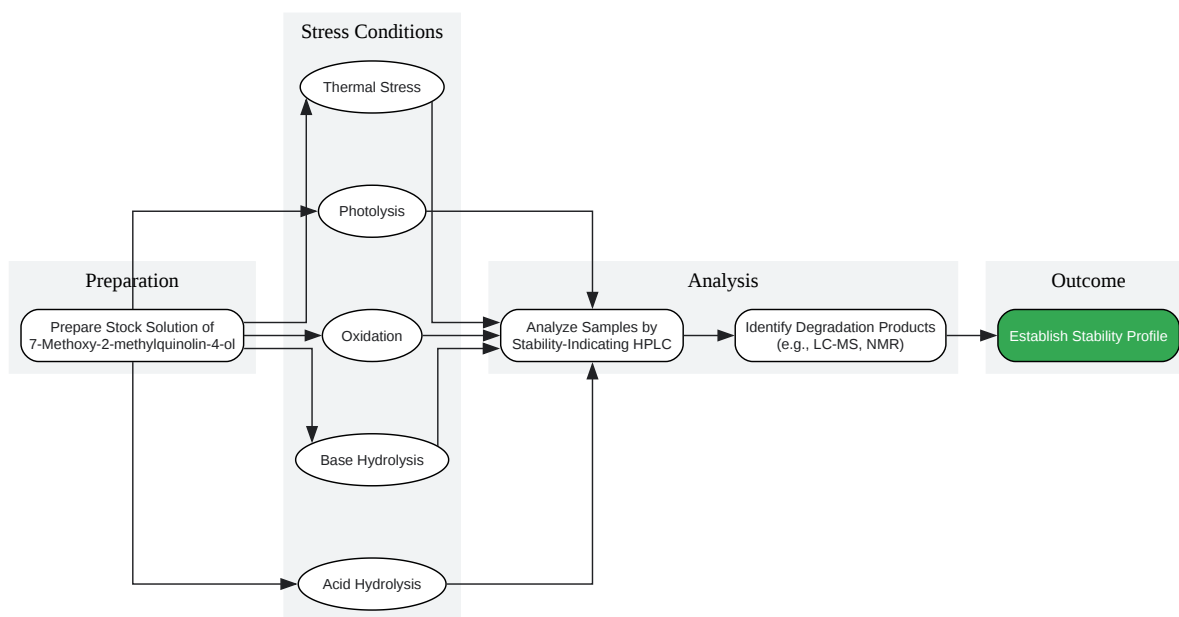 Stress Conditions
Thermal Stress
Photolysis
Preparation
Prepare Stock Solution of
7-Methoxy-2-methylquinolin-4-ol
Oxidation
Base Hydrolysis
Acid Hydrolysis
Analysis
Analyze Samples by
Stability-Indicating HPLC
Identify Degradation Products
(e.g., LC-MS, NMR)
Outcome
Establish Stability Profile